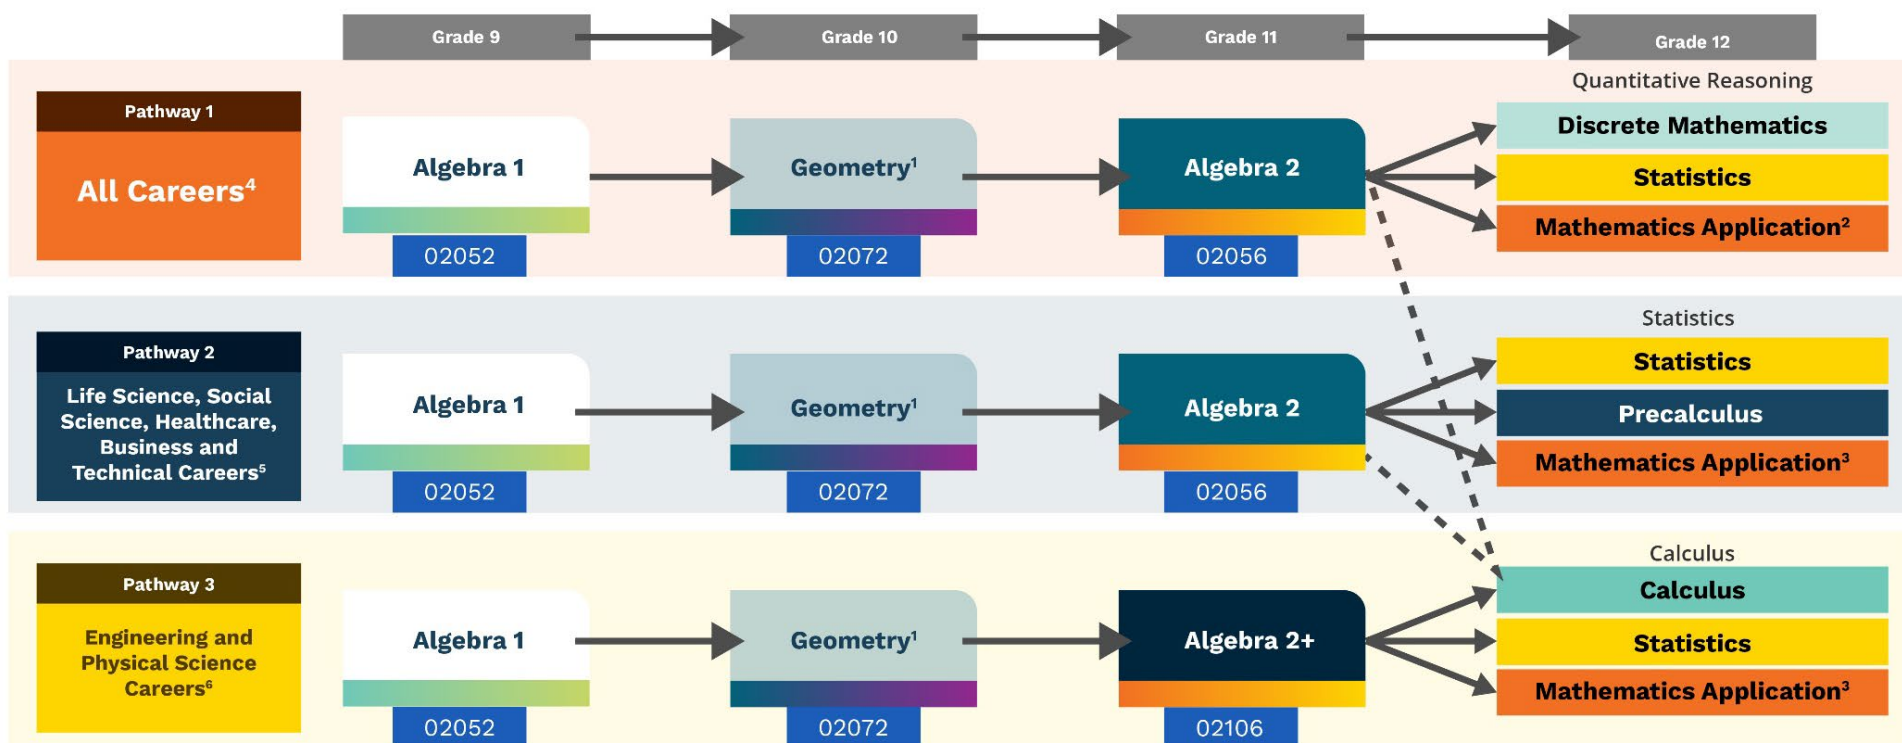 Grade 9
Grade 10
Grade 11
Grade 12
Pathway 1
All Careers⁴
Algebra 1
02052
Geometry¹
02072
Algebra 2
02056
Quantitative Reasoning
Discrete Mathematics
Statistics
Mathematics Application²
Pathway 2
Life Science, Social
Science, Healthcare,
Business and
Technical Careers⁵
Algebra 1
02052
Geometry¹
02072
Algebra 2
02056
Statistics
Statistics
Precalculus
Mathematics Application³
Pathway 3
Engineering and
Physical Science
Careers⁶
Algebra 1
02052
Geometry¹
02072
Algebra 2+
02106
Calculus
Calculus
Statistics
Mathematics Application³